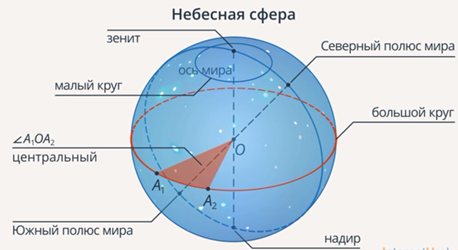 Небесная сфера
зенит
Северный полюс мира
ось мира
малый круг
большой круг
∠A₁OA₂
центральный
O
A₁
A₂
Южный полюс мира
надир